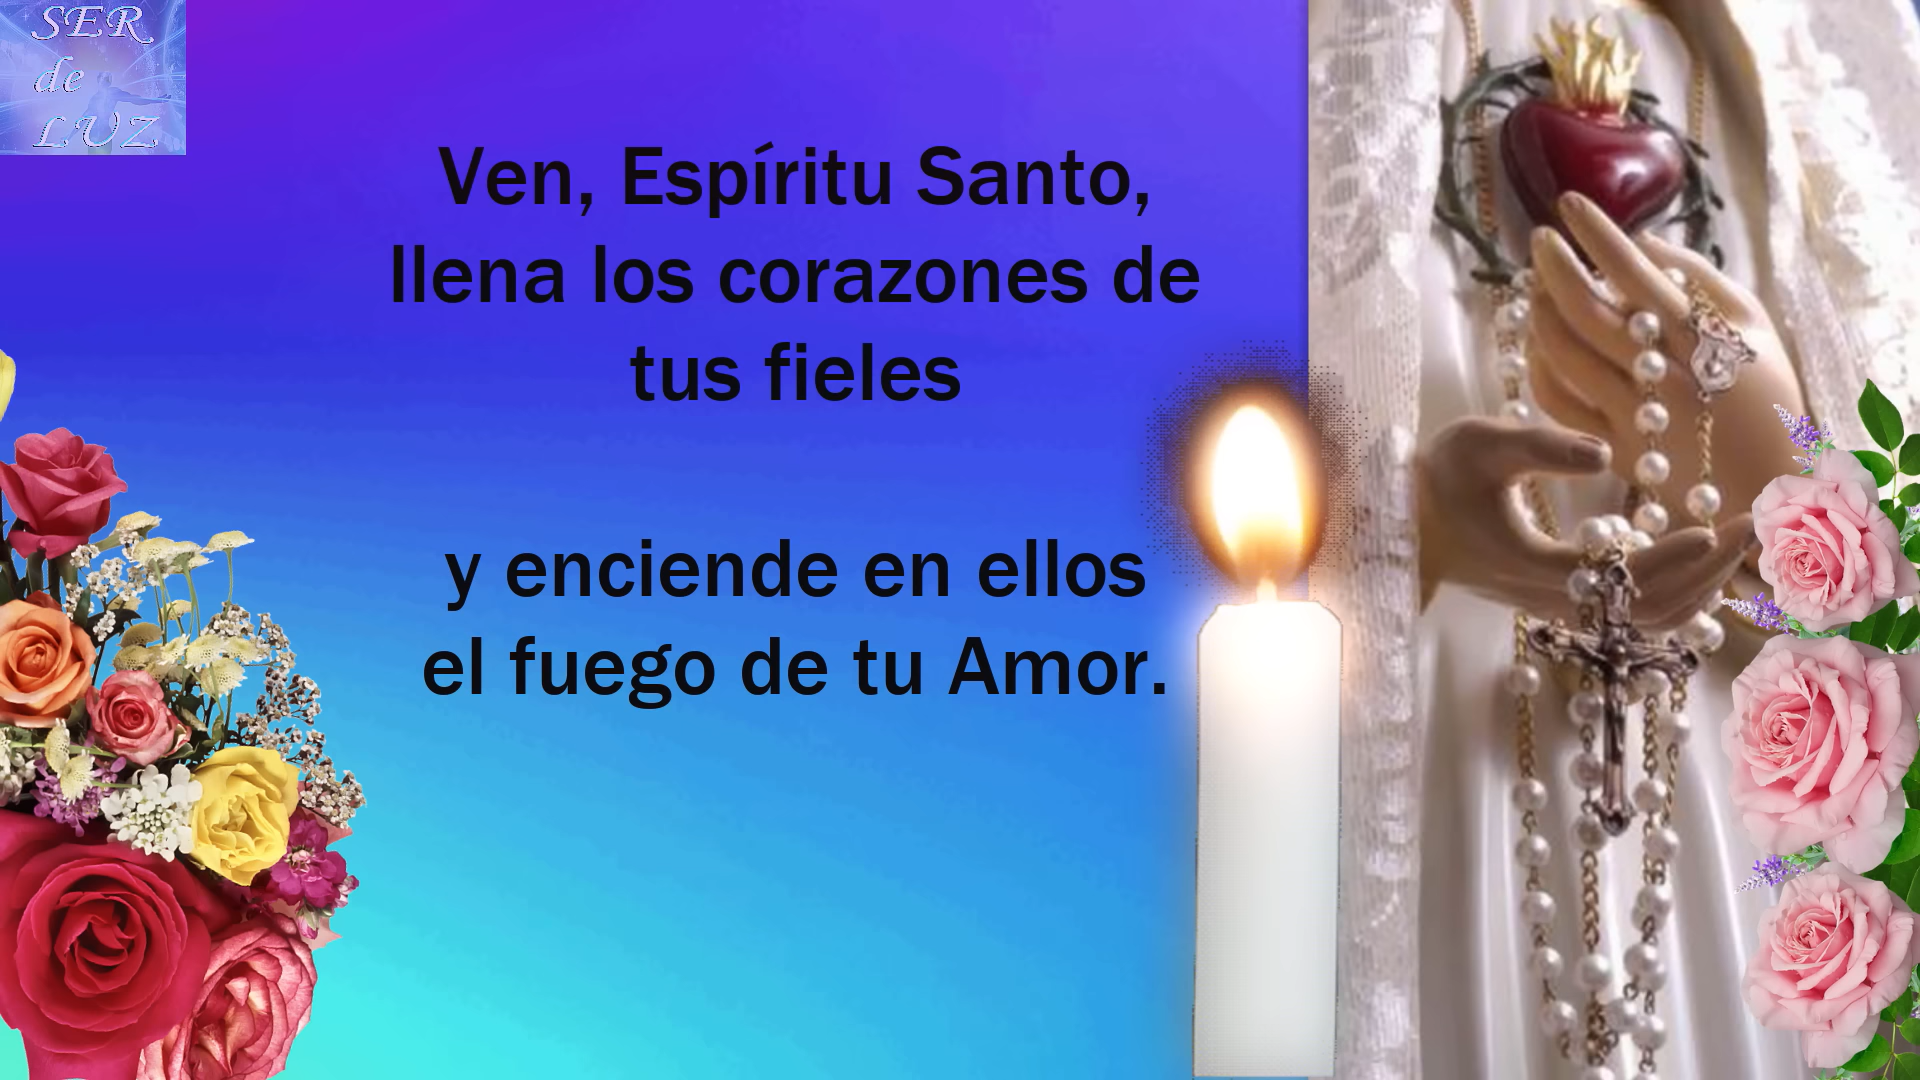 SER
de
LUZ
Ven, Espíritu Santo,
llena los corazones de
tus fieles
y enciende en ellos
el fuego de tu Amor.